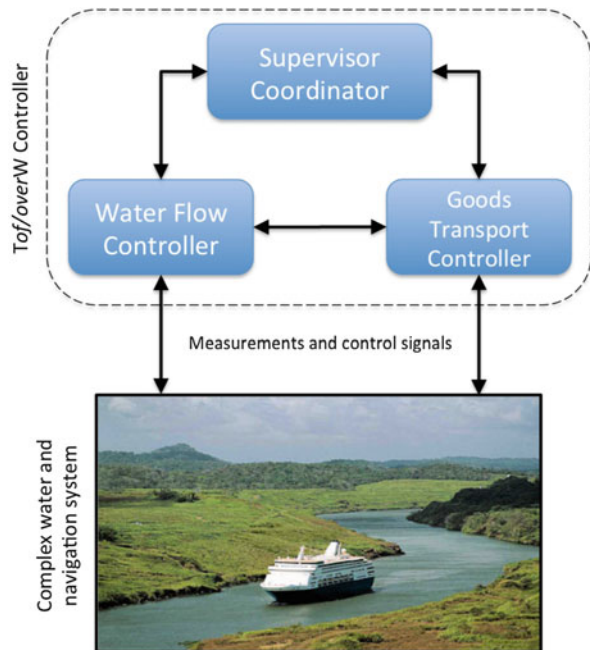 Supervisor
Coordinator
Tof/overW Controller
Water Flow
Controller
Goods
Transport
Controller
Measurements and control signals
Complex water and
navigation system